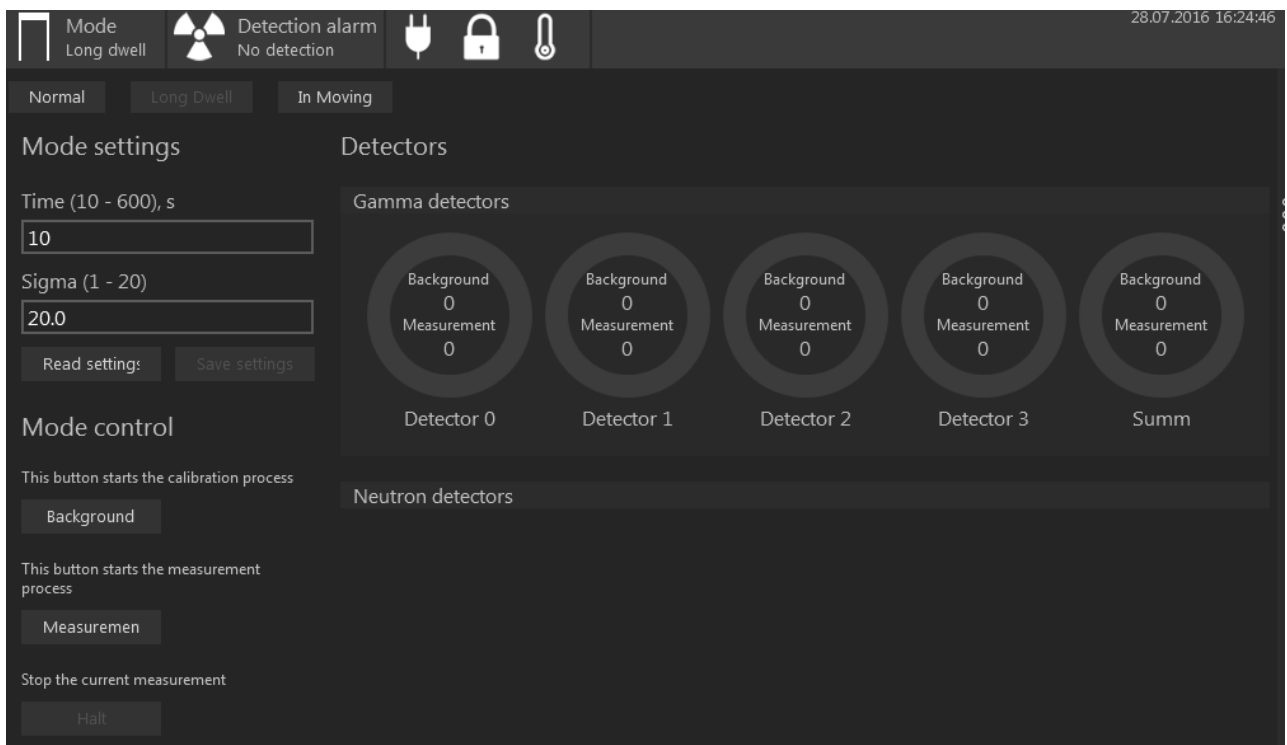 Mode
Long dwell
Detection alarm
No detection
28.07.2016 16:24:46
Normal
Long Dwell
In Moving
Mode settings
Time (10 - 600), s
10
Sigma (1 - 20)
20.0
Read settings
Save settings
Mode control
This button starts the calibration process
Background
This button starts the measurement
process
Measuremen
Stop the current measurement
Halt
Detectors
Gamma detectors
Background
0
Measurement
0
Detector 0
Background
0
Measurement
0
Detector 1
Background
0
Measurement
0
Detector 2
Background
0
Measurement
0
Detector 3
Background
0
Measurement
0
Summ
Neutron detectors